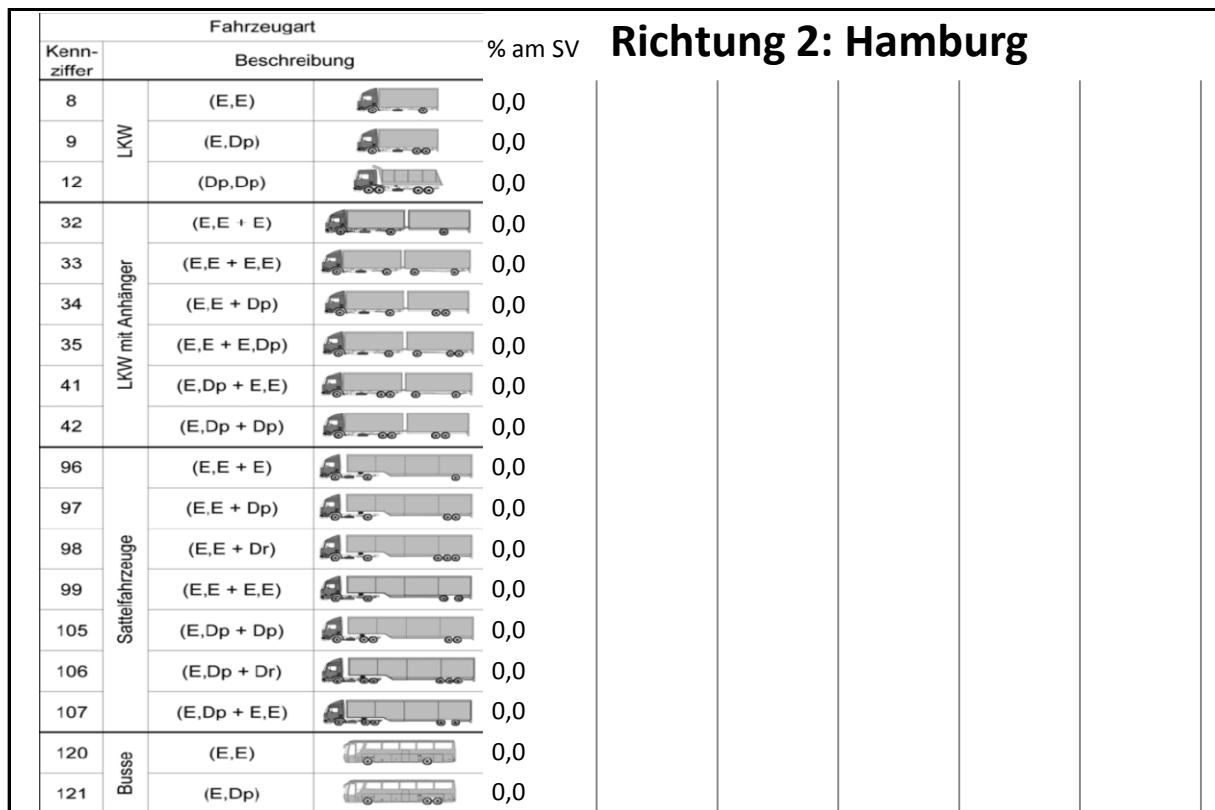 Fahrzeugart
% am SV
Richtung 2: Hamburg
Kenn-
ziffer
Beschreibung
LKW
8 (E,E) 0,0
9 (E,Dp) 0,0
12 (Dp,Dp) 0,0
LKW mit Anhänger
32 (E,E + E) 0,0
33 (E,E + E,E) 0,0
34 (E,E + Dp) 0,0
35 (E,E + E,Dp) 0,0
41 (E,Dp + E,E) 0,0
42 (E,Dp + Dp) 0,0
Sattelfahrzeuge
96 (E,E + E) 0,0
97 (E,E + Dp) 0,0
98 (E,E + Dr) 0,0
99 (E,E + E,E) 0,0
105 (E,Dp + Dp) 0,0
106 (E,Dp + Dr) 0,0
107 (E,Dp + E,E) 0,0
Busse
120 (E,E) 0,0
121 (E,Dp) 0,0